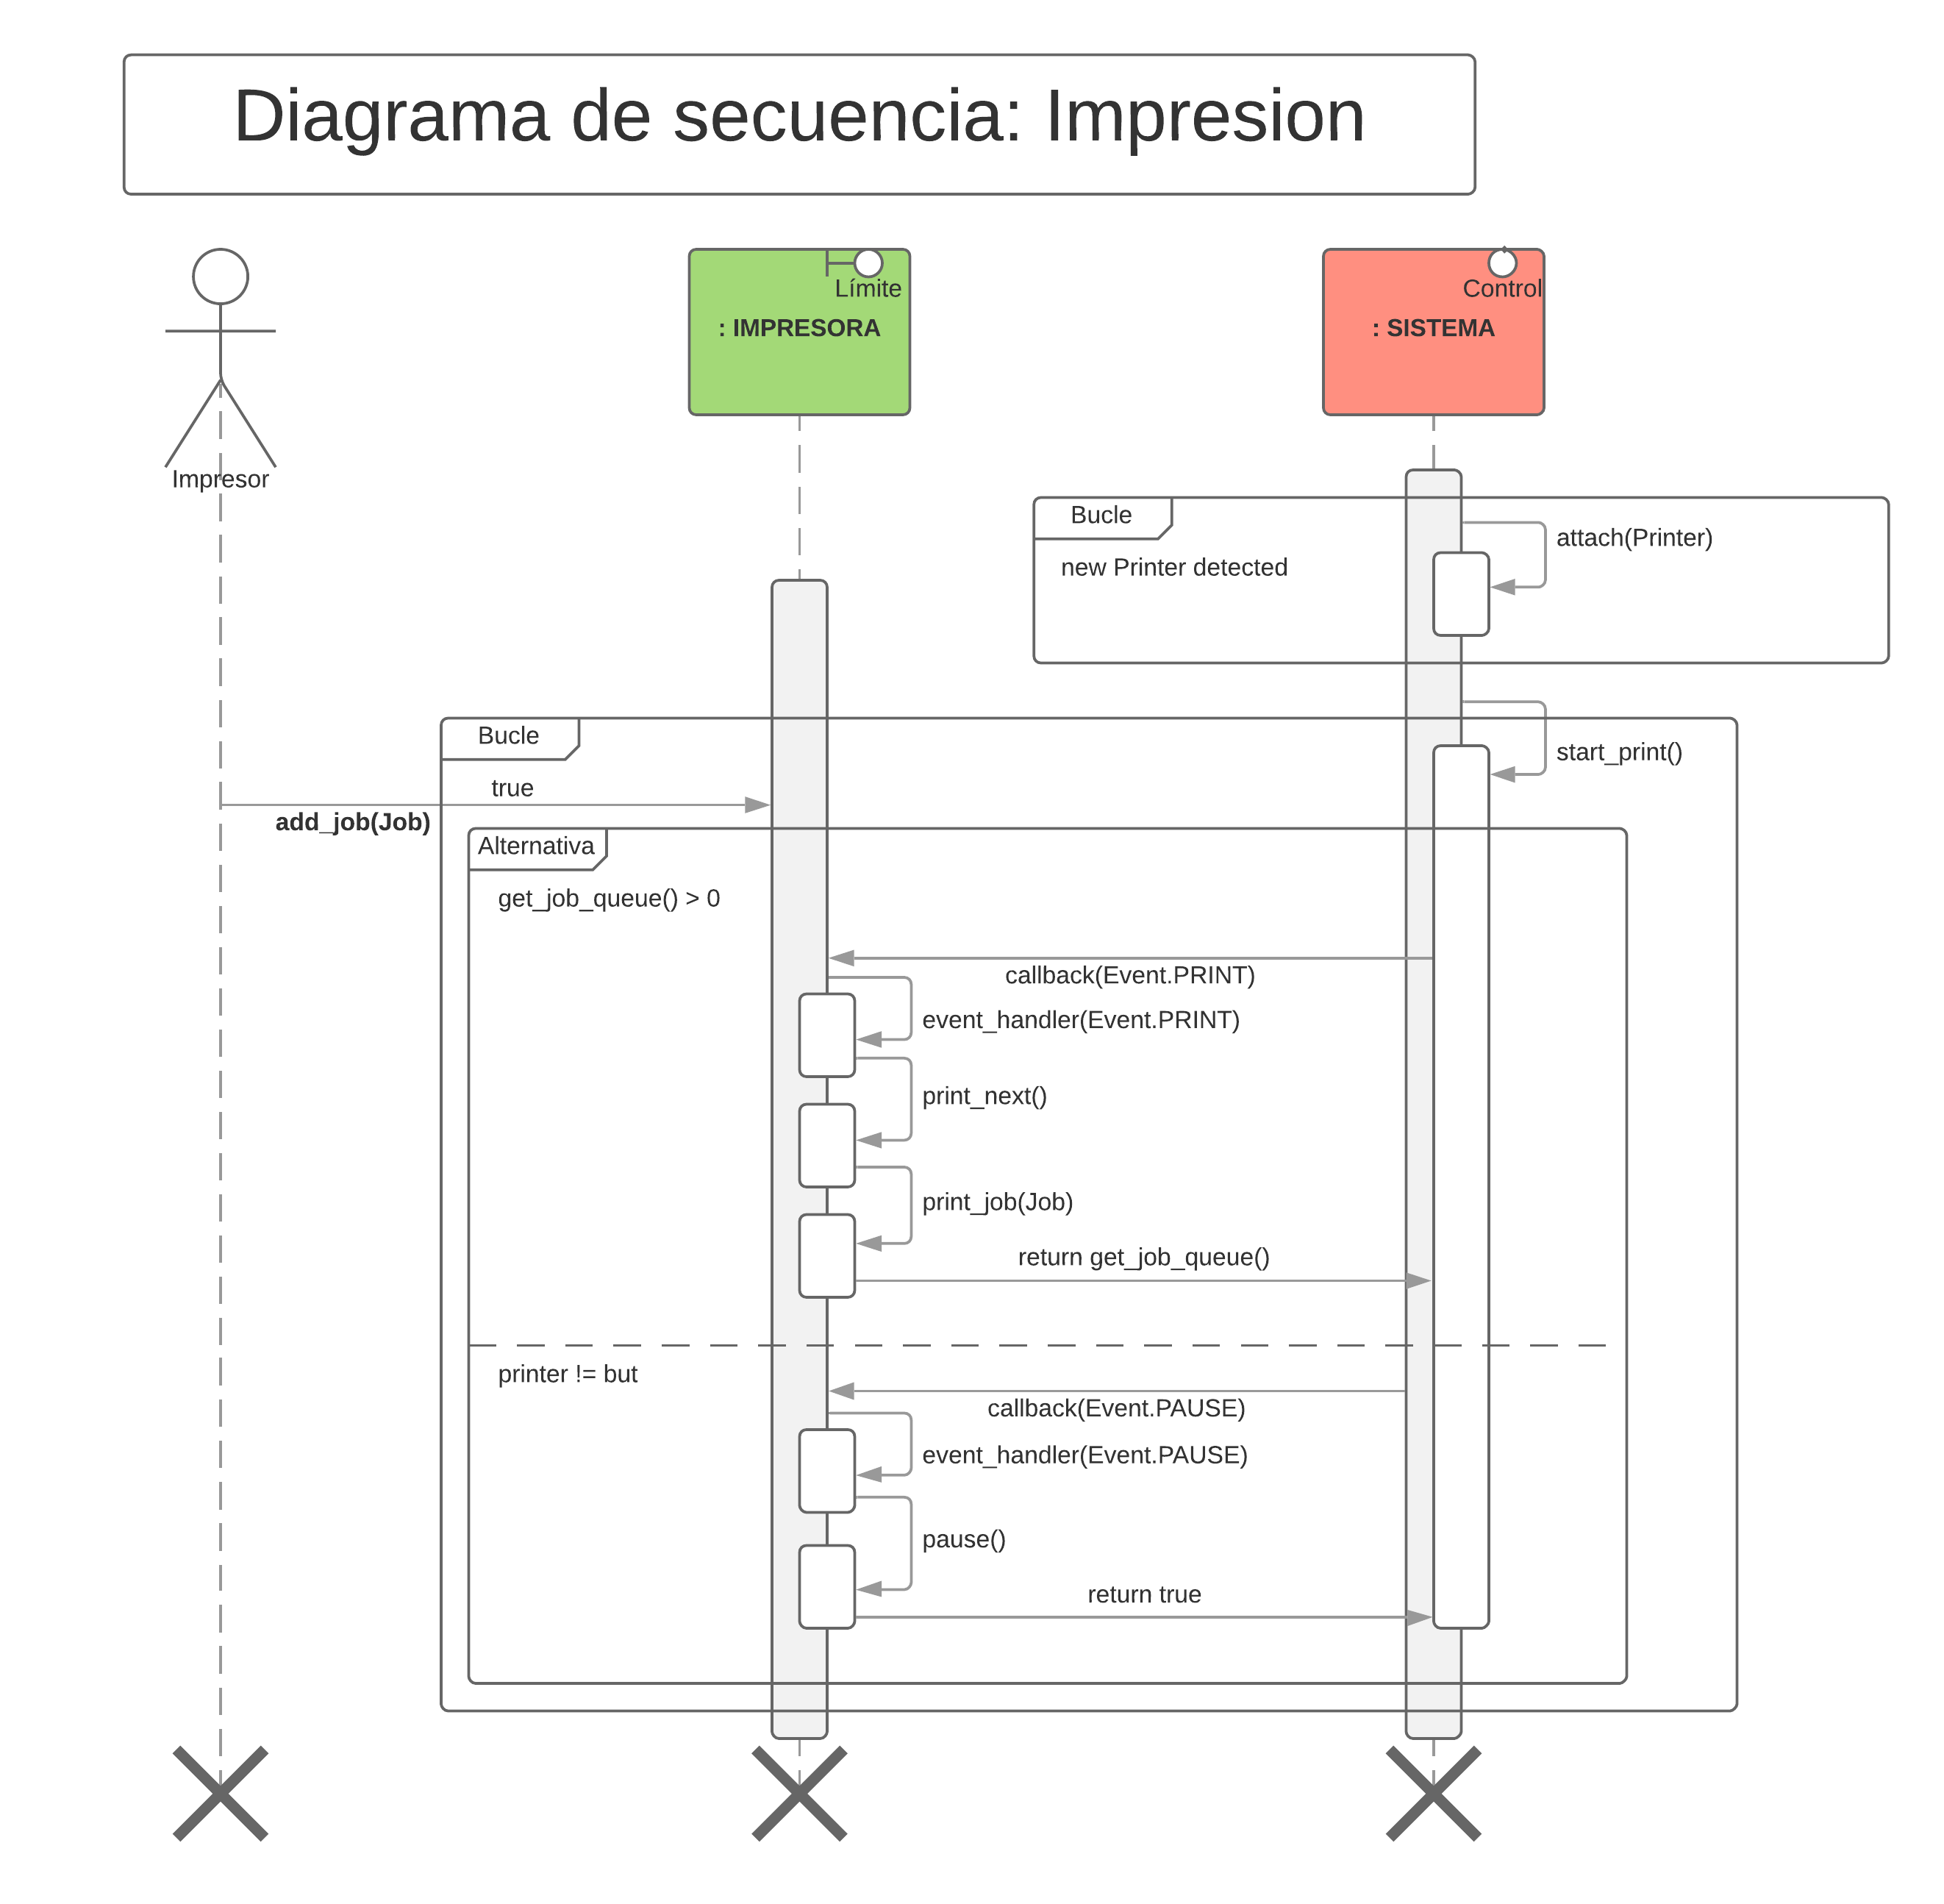 Diagrama de secuencia: Impresion
Límite
: IMPRESORA
Control
: SISTEMA
Impresor
Bucle
new Printer detected
attach(Printer)
Bucle
true
start_print()
add_job(Job)
Alternativa
get_job_queue() > 0
callback(Event.PRINT)
event_handler(Event.PRINT)
print_next()
print_job(Job)
return get_job_queue()
printer != but
callback(Event.PAUSE)
event_handler(Event.PAUSE)
pause()
return true